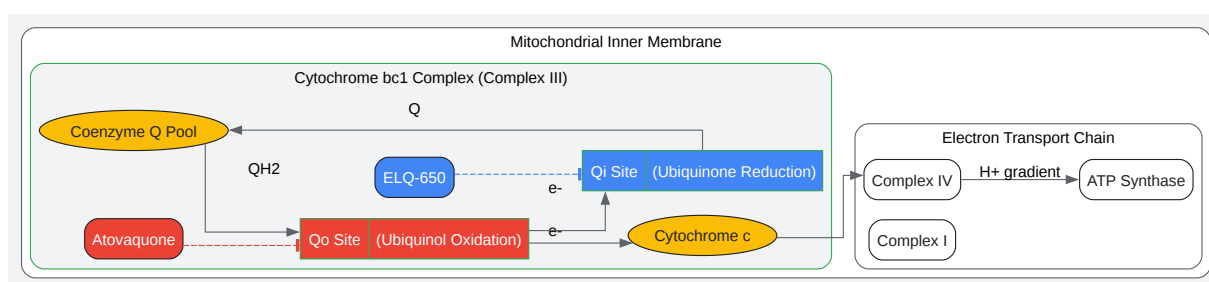 Mitochondrial Inner Membrane
Cytochrome bc1 Complex (Complex III)
Q
Coenzyme Q Pool
QH2
ELQ-650
Qi Site (Ubiquinone Reduction)
e-
Atovaquone
Qo Site (Ubiquinol Oxidation)
e-
Cytochrome c
Electron Transport Chain
Complex IV
H+ gradient
ATP Synthase
Complex I